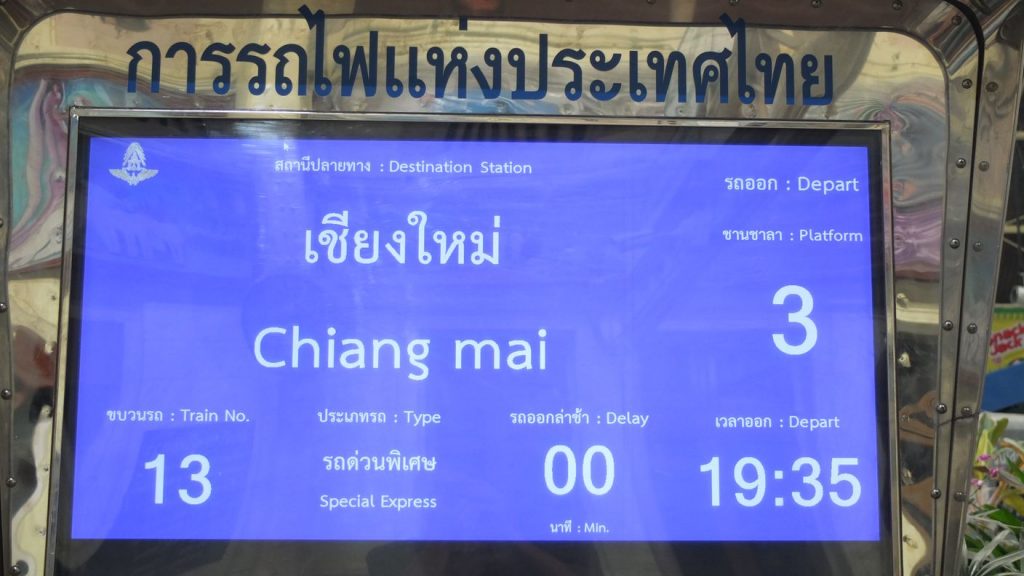 การรถไฟแห่งประเทศไทย
สถานีปลายทาง : Destination Station
เชียงใหม่
Chiang mai
รถออก : Depart
ชานชาลา : Platform
3
ขบวนรถ : Train No.
13
ประเภทรถ : Type
รถด่วนพิเศษ
Special Express
รถออกล่าช้า : Delay
00
นาที : Min.
เวลาออก : Depart
19:35